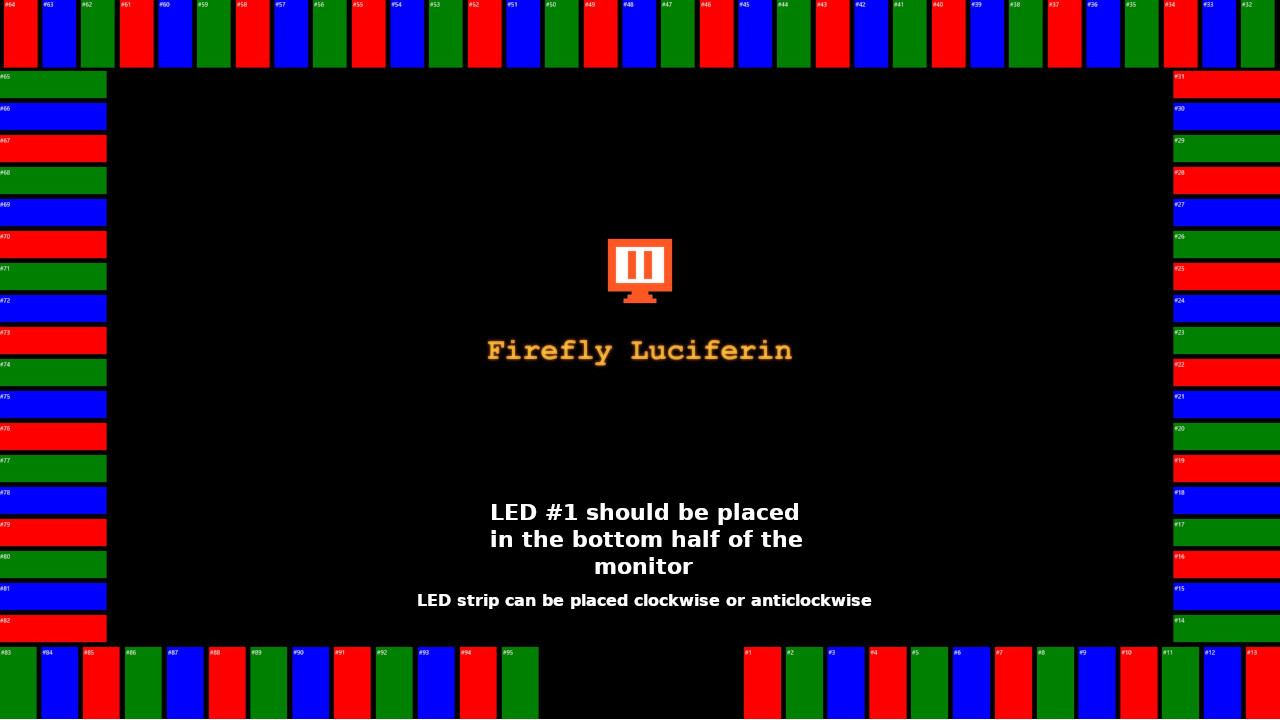 #64 #63 #62 #61 #60 #59 #58 #57 #56 #55 #54 #53 #52 #51 #50 #49 #48 #47 #46 #45 #44 #43 #42 #41 #40 #39 #38 #37 #36 #35 #34 #33 #32
#65 #31
#66 #30
#67 #29
#68 #28
#69 #27
#70 #26
#71 #25
#72 #24
#73 #23
Firefly Luciferin
#74 #22
#75 #21
#76 #20
#77 #19
#78 #18
LED #1 should be placed
#79 #17
in the bottom half of the
#80 #16
monitor
#81 #15
LED strip can be placed clockwise or anticlockwise
#82 #14
#83 #84 #85 #86 #87 #88 #89 #90 #91 #92 #93 #94 #95 #1 #2 #3 #4 #5 #6 #7 #8 #9 #10 #11 #12 #13